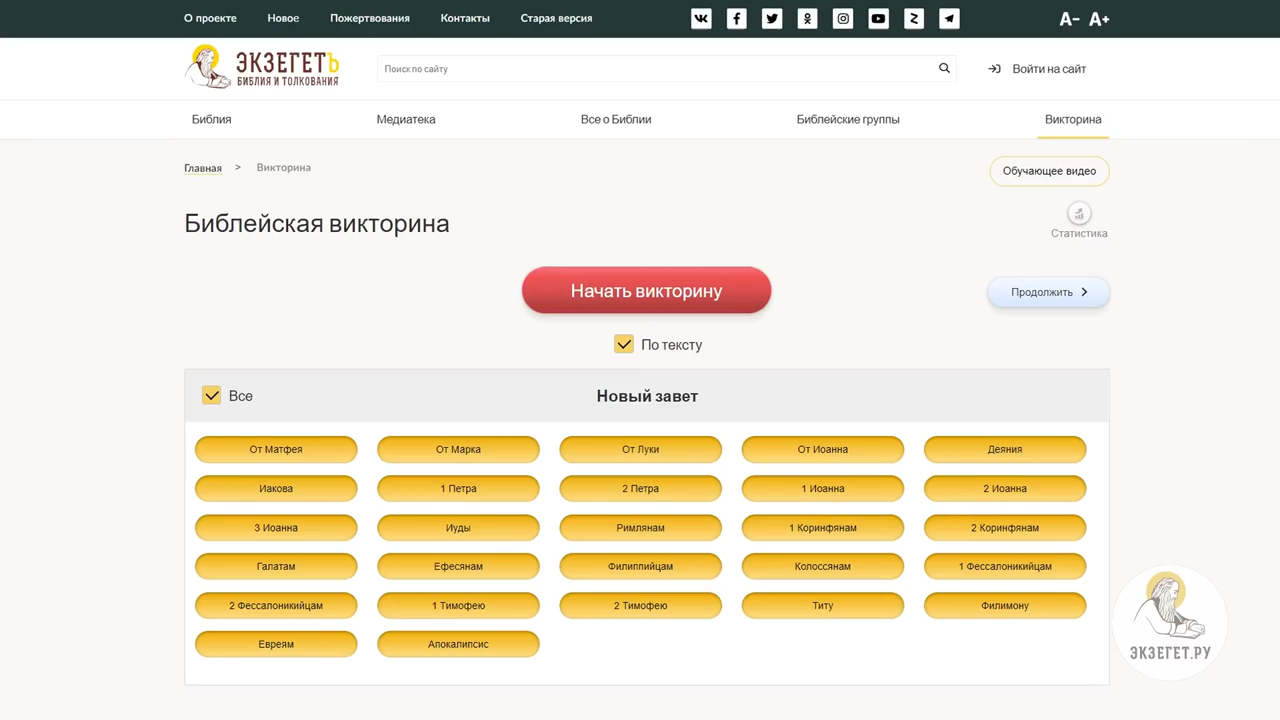 О проекте Новое Пожертвования Контакты Старая версия A- A+
ЭКЗЕГЕТЪ
БИБЛИЯ И ТОЛКОВАНИЯ
Поиск по сайту
Войти на сайт
Библия Медиатека Все о Библии Библейские группы Викторина
Главная > Викторина
Обучающее видео
Библейская викторина
Статистика
Начать викторину
Продолжить
По тексту
Все
Новый завет
От Матфея От Марка От Луки От Иоанна Деяния
Иакова 1 Петра 2 Петра 1 Иоанна 2 Иоанна
3 Иоанна Иуды Римлянам 1 Коринфянам 2 Коринфянам
Галатам Ефесянам Филиппийцам Колоссянам 1 Фессалоникийцам
2 Фессалоникийцам 1 Тимофею 2 Тимофею Титу Филимону
Евреям Апокалипсис
ЭКЗЕГЕТ.РУ